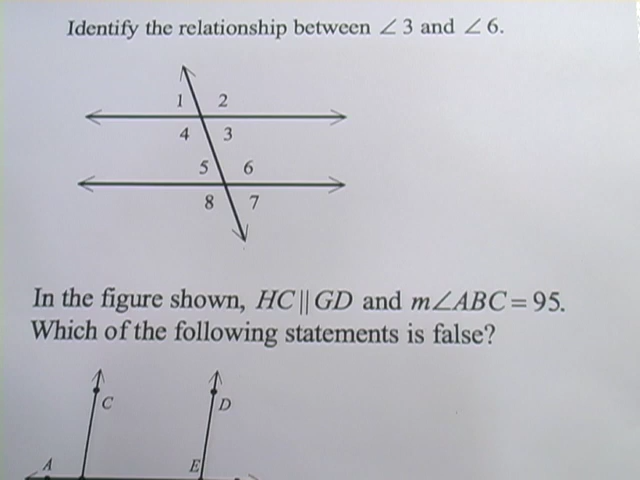 Identify the relationship between ∠3 and ∠6.
1 2
4 3
5 6
8 7
In the figure shown, HC || GD and m∠ABC = 95.
Which of the following statements is false?
C D
A E